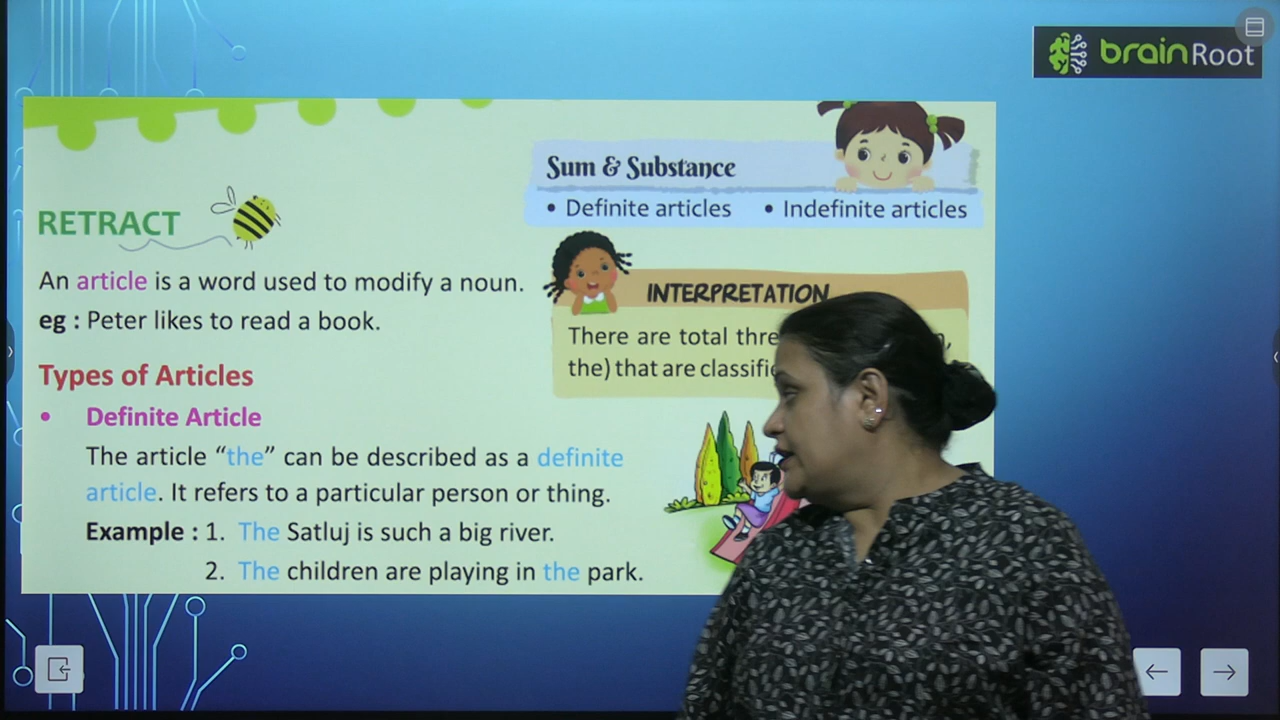 brainRoot
Sum & Substance
• Definite articles • Indefinite articles
RETRACT
An article is a word used to modify a noun.
eg : Peter likes to read a book.
INTERPRETATION
There are total
the) that are
Types of Articles
• Definite Article
The article “the” can be described as a definite
article. It refers to a particular person or thing.
Example : 1. The Satluj is such a big river.
2. The children are playing in the park.